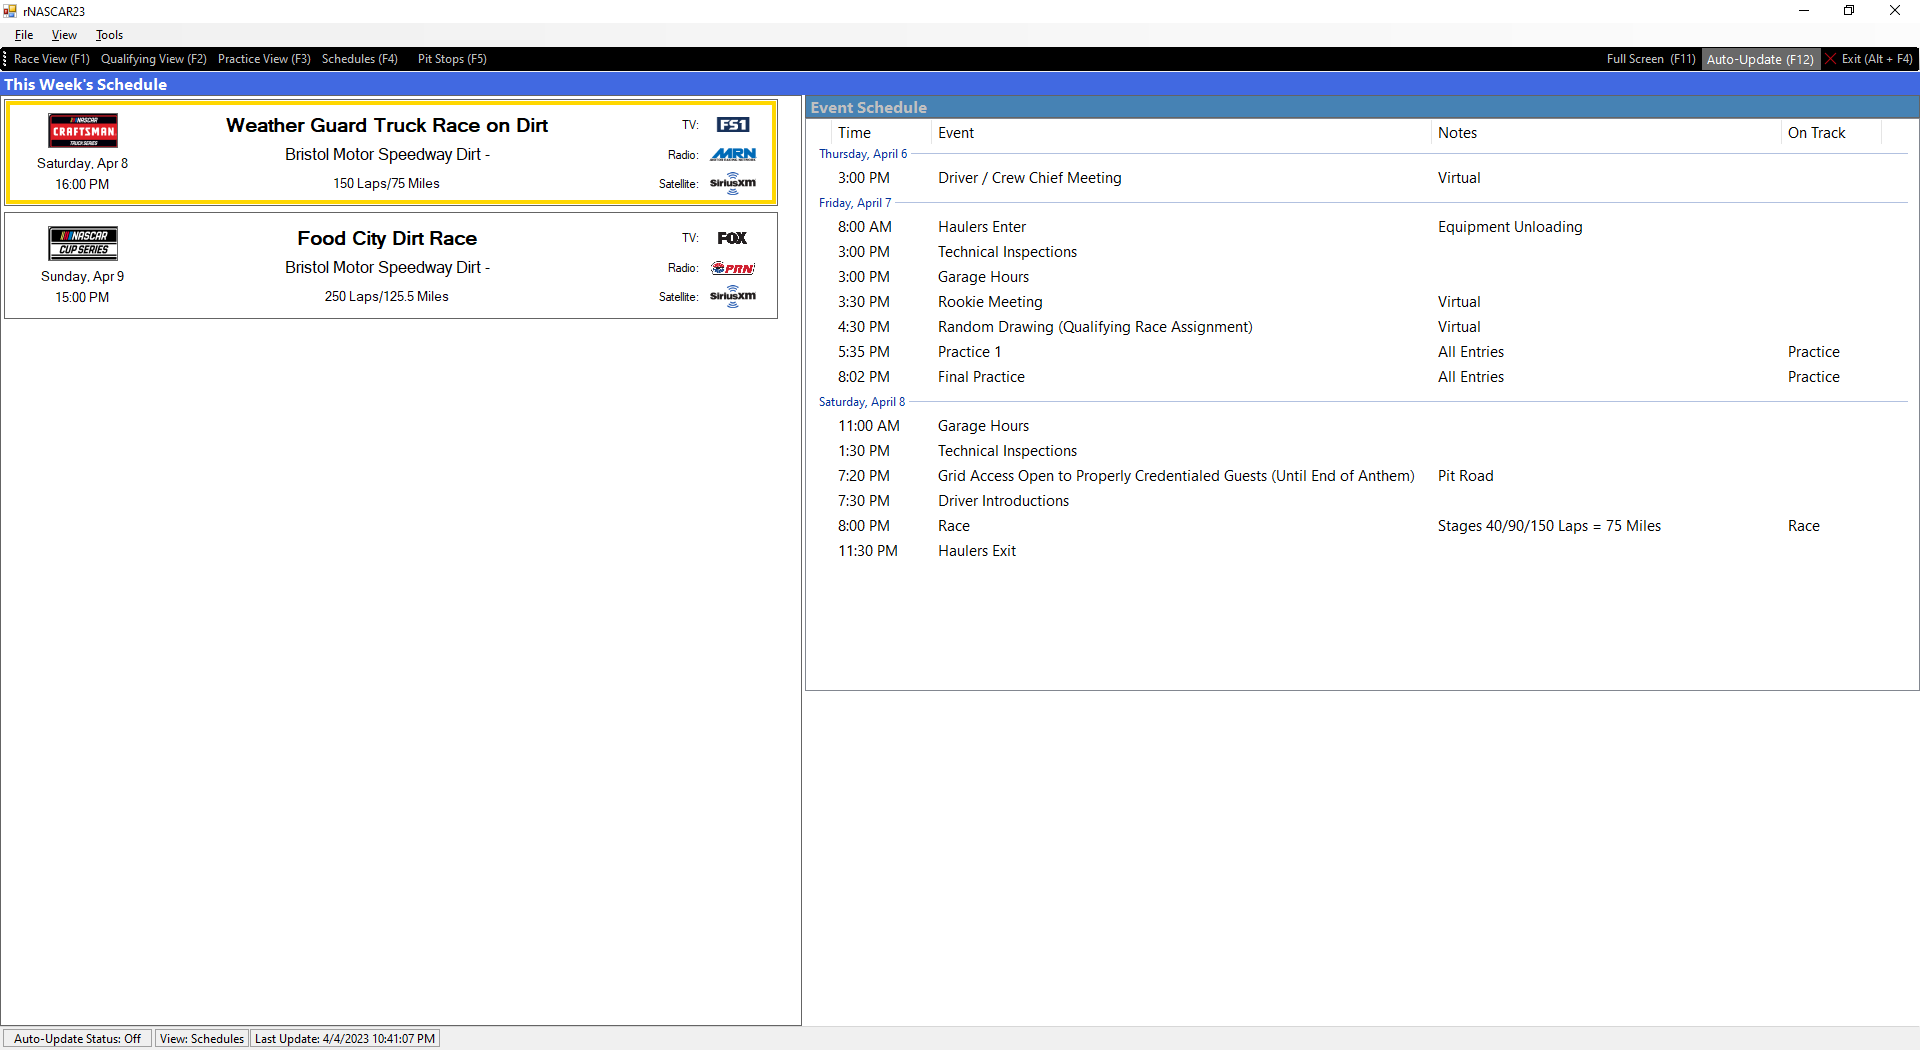 rNASCAR23
File View Tools
Race View (F1) Qualifying View (F2) Practice View (F3) Schedules (F4) Pit Stops (F5) Full Screen (F11) Auto-Update (F12) Exit (Alt + F4)
This Week's Schedule
NASCAR
CRAFTSMAN
TRUCK SERIES
Saturday, Apr 8
16:00 PM
Weather Guard Truck Race on Dirt
Bristol Motor Speedway Dirt -
150 Laps/75 Miles
TV: FS1
Radio: MRN
Satellite: SiriusXM
NASCAR
CUP SERIES
Sunday, Apr 9
15:00 PM
Food City Dirt Race
Bristol Motor Speedway Dirt -
250 Laps/125.5 Miles
TV: FOX
Radio: PRN
Satellite: SiriusXM
Event Schedule
Time Event Notes On Track
Thursday, April 6
3:00 PM Driver / Crew Chief Meeting Virtual
Friday, April 7
8:00 AM Haulers Enter Equipment Unloading
3:00 PM Technical Inspections
3:00 PM Garage Hours
3:30 PM Rookie Meeting Virtual
4:30 PM Random Drawing (Qualifying Race Assignment) Virtual
5:35 PM Practice 1 All Entries Practice
8:02 PM Final Practice All Entries Practice
Saturday, April 8
11:00 AM Garage Hours
1:30 PM Technical Inspections
7:20 PM Grid Access Open to Properly Credentialed Guests (Until End of Anthem) Pit Road
7:30 PM Driver Introductions
8:00 PM Race Stages 40/90/150 Laps = 75 Miles Race
11:30 PM Haulers Exit
Auto-Update Status: Off View: Schedules Last Update: 4/4/2023 10:41:07 PM